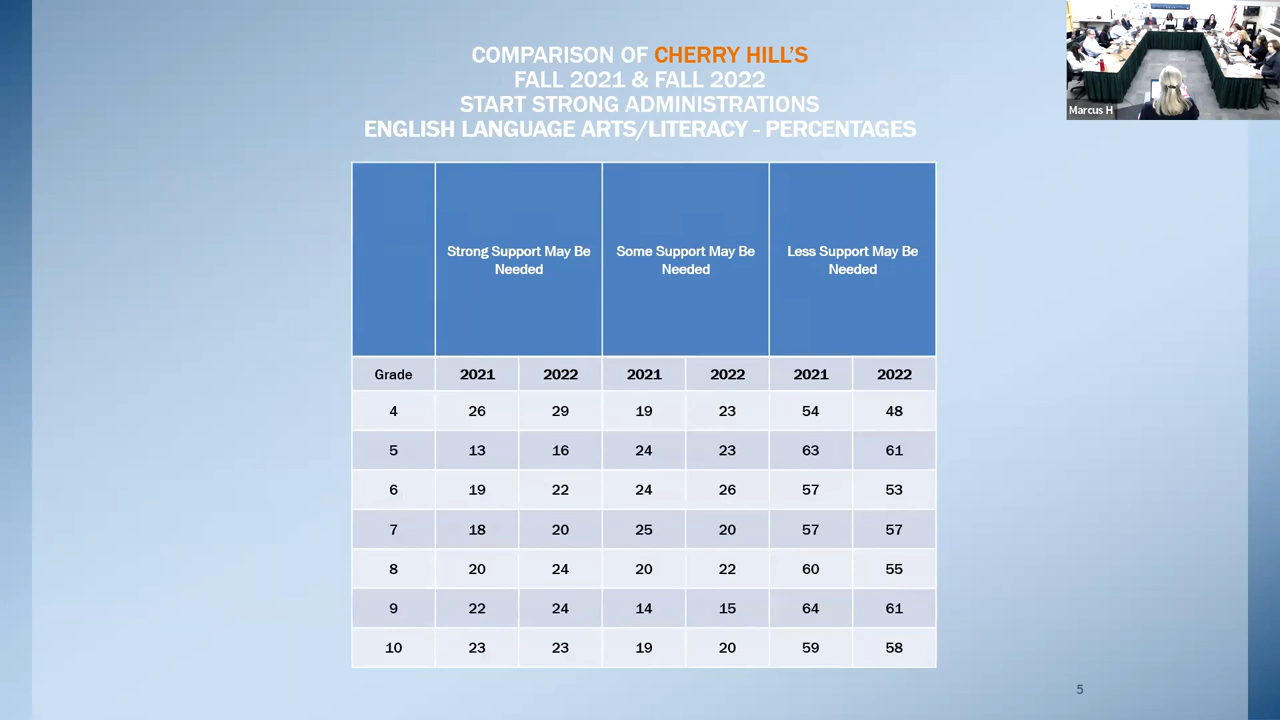 COMPARISON OF CHERRY HILL'S
FALL 2021 & FALL 2022
START STRONG ADMINISTRATIONS
ENGLISH LANGUAGE ARTS/LITERACY - PERCENTAGES
Marcus H
Strong Support May Be Needed
Some Support May Be Needed
Less Support May Be Needed
Grade 2021 2022 2021 2022 2021 2022
4 26 29 19 23 54 48
5 13 16 24 23 63 61
6 19 22 24 26 57 53
7 18 20 25 20 57 57
8 20 24 20 22 60 55
9 22 24 14 15 64 61
10 23 23 19 20 59 58
5